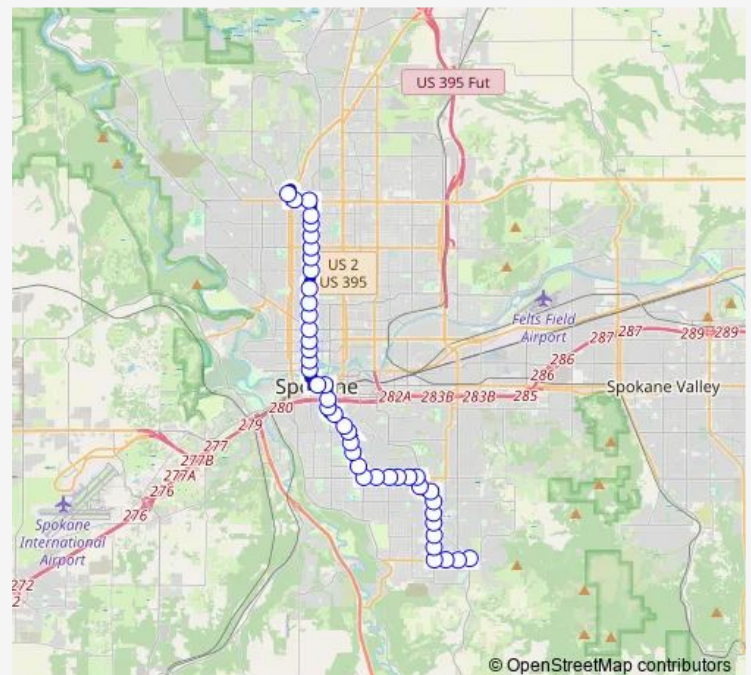 US 395 Fut
US 2
US 395
Felts Field
Airport
287
287
289
289
286
286
Spokane
282A
283B
283B
285
Spokane Valley
280
279
277
277B
277A
276
276
Spokane
International
Airport
272
2
© OpenStreetMap contributors